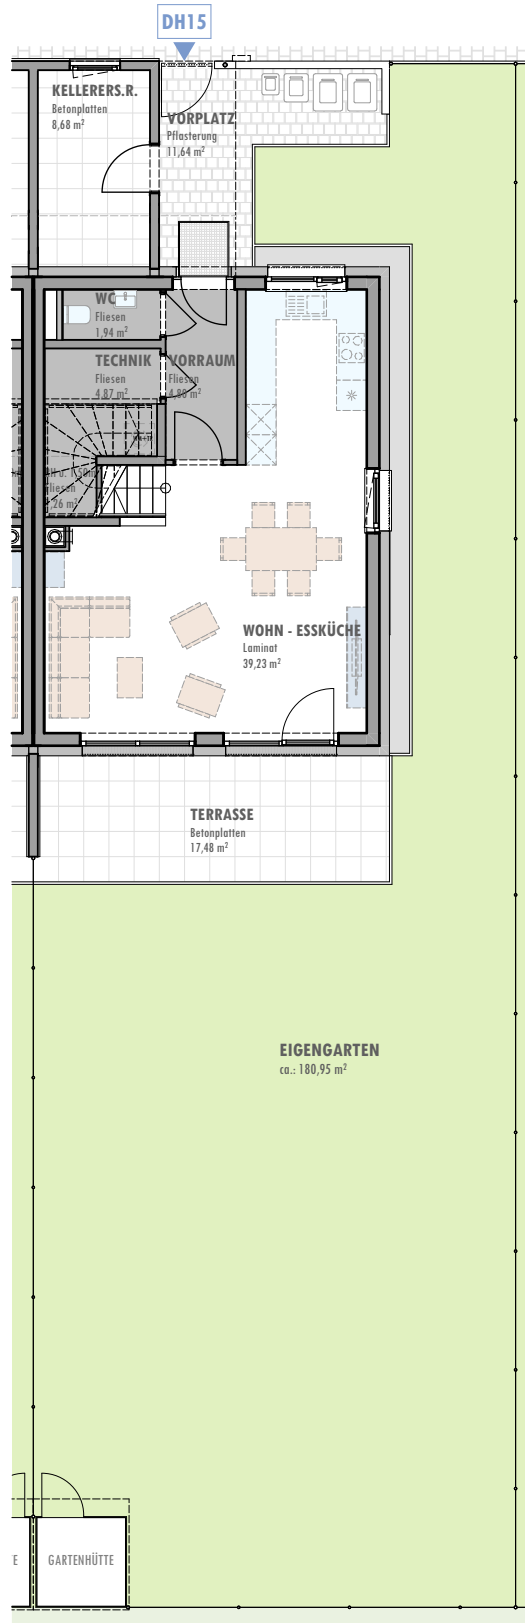 DH15
KELLERERS.R.
Betonplatten
8,68 m²
VORPLATZ
Pflasterung
11,64 m²
WC
Fliesen
1,94 m²
TECHNIK
Fliesen
4,87 m²
VORRAUM
Fliesen
WOHN - ESSKÜCHE
Laminat
39,23 m²
TERRASSE
Betonplatten
17,48 m²
EIGENGARTEN
ca.: 180,95 m²
GARTENHÜTTE